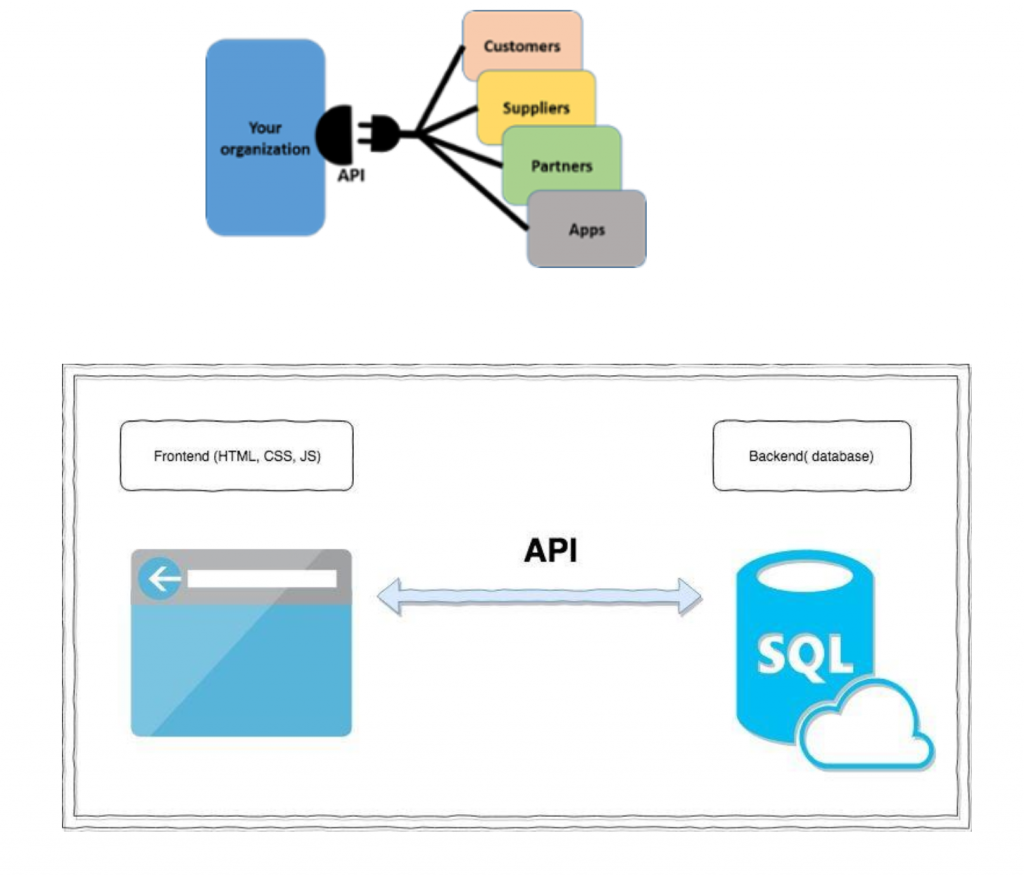 Customers
Suppliers
Your
organization
API
Partners
Apps
Frontend (HTML, CSS, JS)
Backend( database)
API
SQL